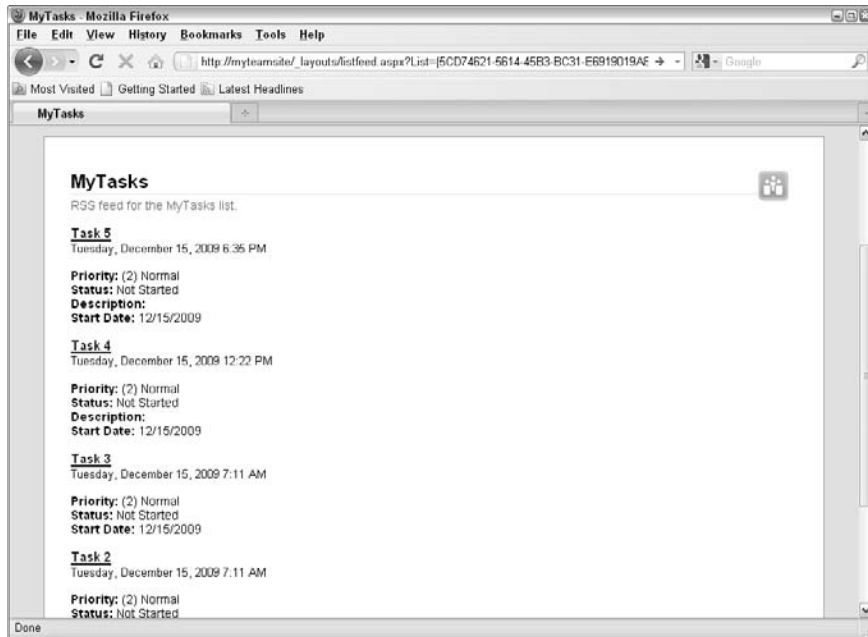 MyTasks - Mozilla Firefox
File Edit View History Bookmarks Tools Help
http://myteamsite/_layouts/listfeed.aspx?List={5CD74621-5614-45B3-BC31-E6919019AE Google
Most Visited Getting Started Latest Headlines
MyTasks
MyTasks
RSS feed for the MyTasks list.
Task 5
Tuesday, December 15, 2009 6:35 PM
Priority: (2) Normal
Status: Not Started
Description:
Start Date: 12/15/2009
Task 4
Tuesday, December 15, 2009 12:22 PM
Priority: (2) Normal
Status: Not Started
Description:
Start Date: 12/15/2009
Task 3
Tuesday, December 15, 2009 7:11 AM
Priority: (2) Normal
Status: Not Started
Start Date: 12/15/2009
Task 2
Tuesday, December 15, 2009 7:11 AM
Priority: (2) Normal
Status: Not Started
Done